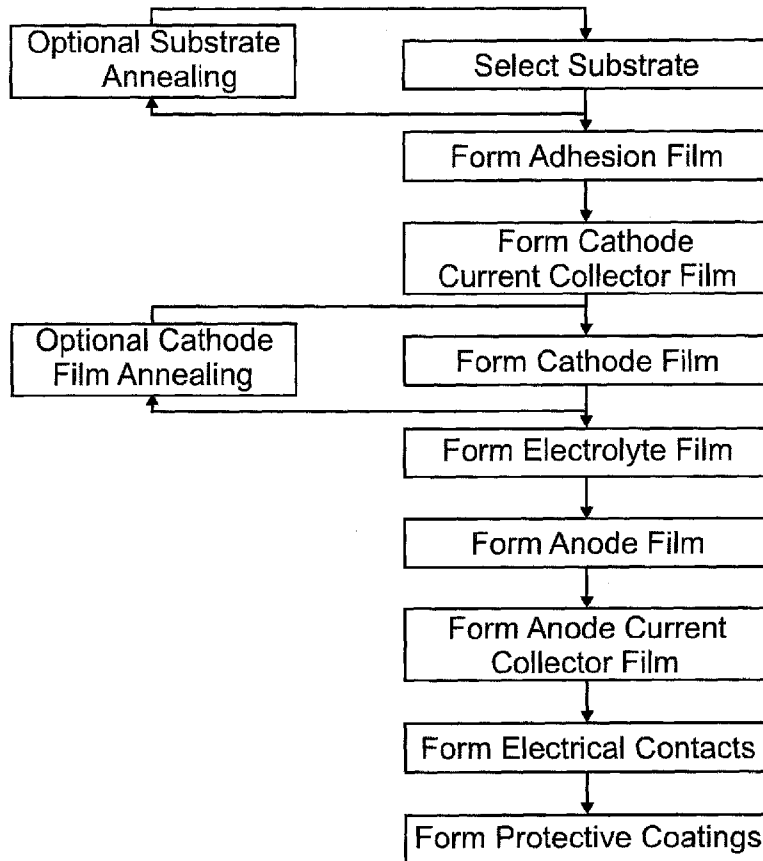 Optional Substrate
Annealing
Select Substrate
Form Adhesion Film
Form Cathode
Current Collector Film
Optional Cathode
Film Annealing
Form Cathode Film
Form Electrolyte Film
Form Anode Film
Form Anode Current
Collector Film
Form Electrical Contacts
Form Protective Coatings